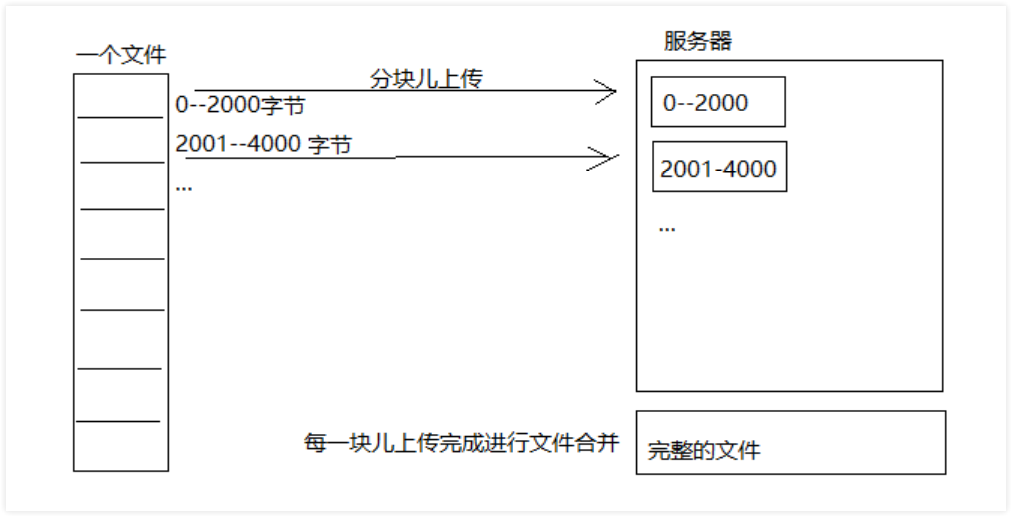 一个文件
服务器
分块儿上传
0--2000字节
0--2000
2001--4000 字节
2001-4000
...
...
每一块儿上传完成进行文件合并
完整的文件